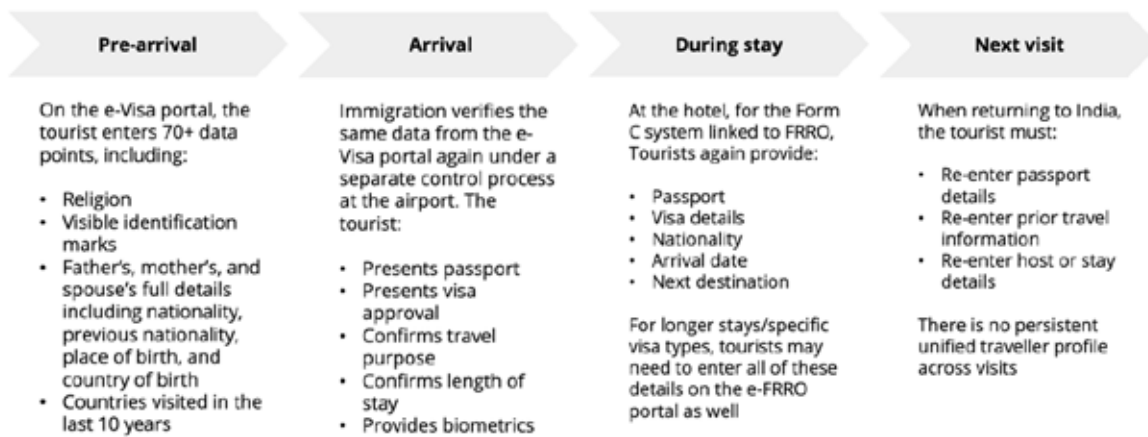 Pre-arrival
On the e-Visa portal, the
tourist enters 70+ data
points, including:
• Religion
• Visible identification
marks
• Father's, mother's, and
spouse's full details
including nationality,
previous nationality,
place of birth, and
country of birth
• Countries visited in the
last 10 years
Arrival
Immigration verifies the
same data from the e-
Visa portal again under a
separate control process
at the airport. The
tourist:
• Presents passport
• Presents visa
approval
• Confirms travel
purpose
• Confirms length of
stay
• Provides biometrics
During stay
At the hotel, for the Form
C system linked to FRRO,
Tourists again provide:
• Passport
• Visa details
• Nationality
• Arrival date
• Next destination
For longer stays/specific
visa types, tourists may
need to enter all of these
details on the e-FRRO
portal as well
Next visit
When returning to India,
the tourist must:
• Re-enter passport
details
• Re-enter prior travel
information
• Re-enter host or stay
details
There is no persistent
unified traveller profile
across visits